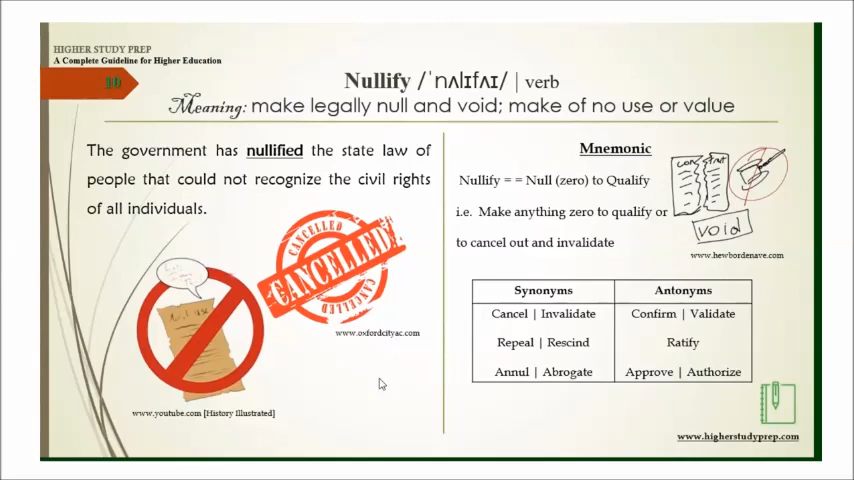 HIGHER STUDY PREP
A Complete Guideline for Higher Education
10
Nullify /ˈnʌlɪfʌɪ/ | verb
Meaning: make legally null and void; make of no use or value
The government has nullified the state law of
people that could not recognize the civil rights
of all individuals.
CANCELLED
CANCELLED
CANCELLED
www.oxfordcityac.com
www.youtube.com [History Illustrated]
Mnemonic
Nullify = = Null (zero) to Qualify
i.e. Make anything zero to qualify or
to cancel out and invalidate
VOID
www.hewbordenave.com
Synonyms Antonyms
Cancel | Invalidate Confirm | Validate
Repeal | Rescind Ratify
Annul | Abrogate Approve | Authorize
www.higherstudyprep.com